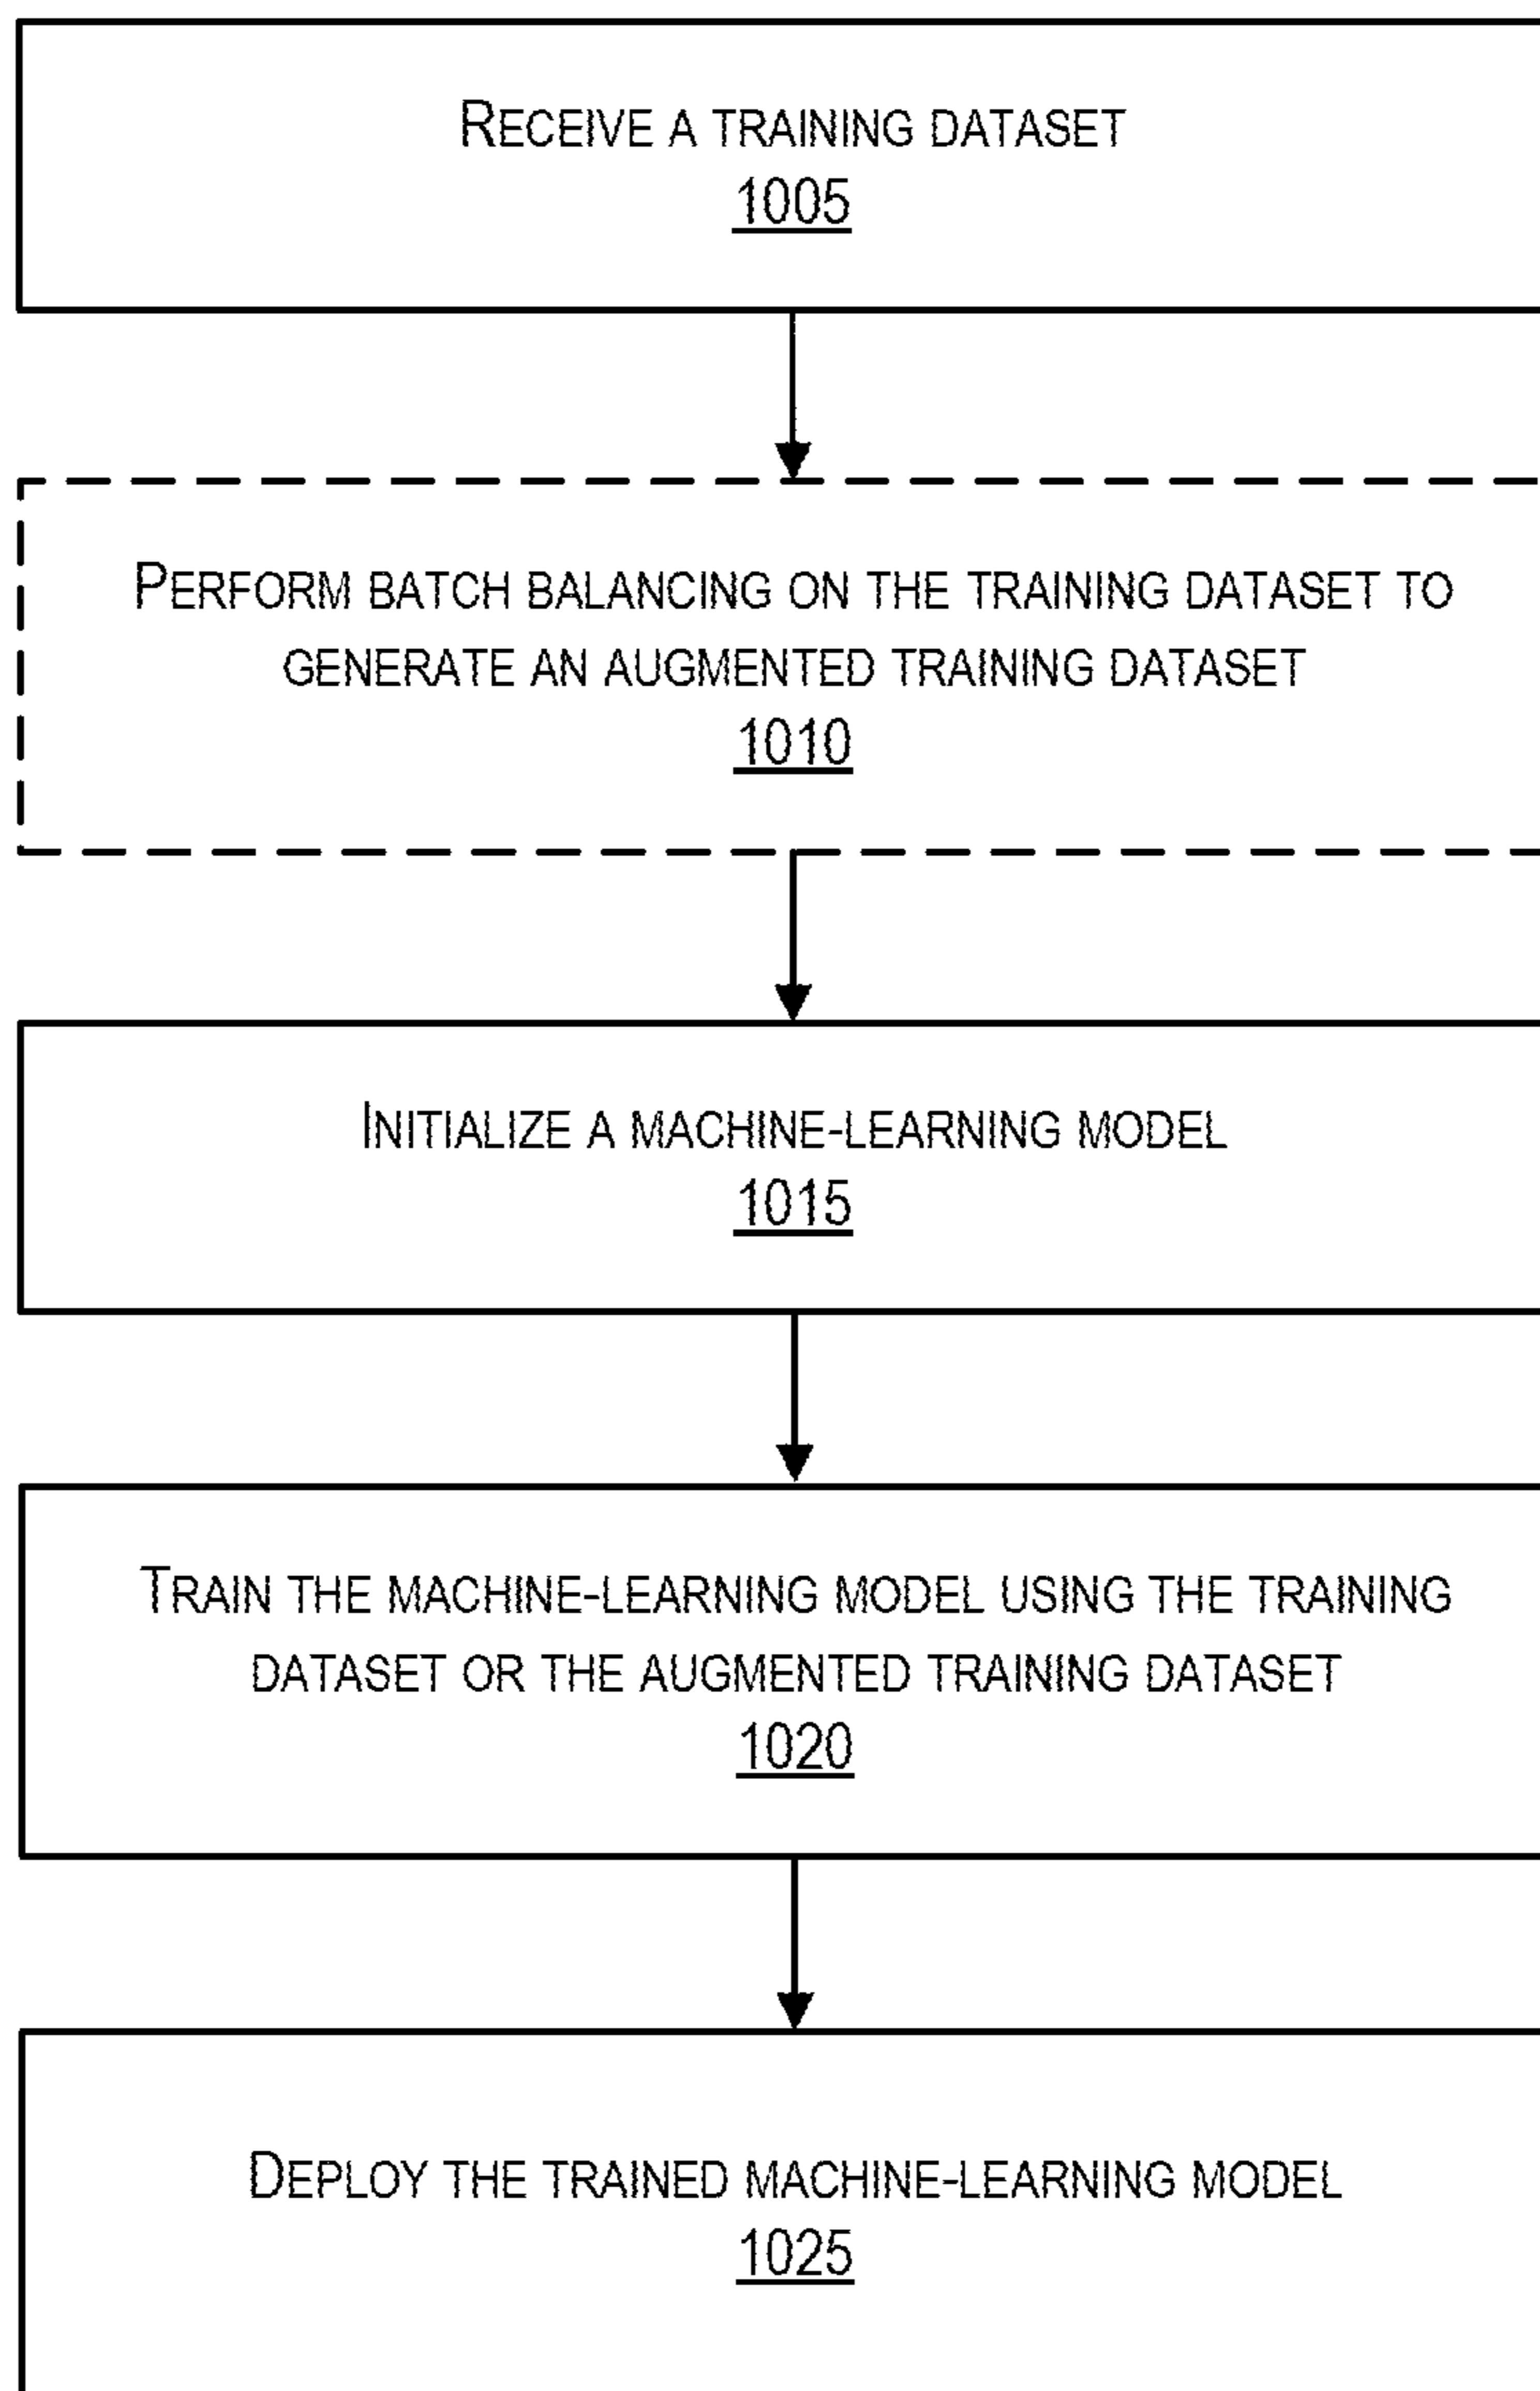 RECEIVE A TRAINING DATASET
1005
PERFORM BATCH BALANCING ON THE TRAINING DATASET TO
GENERATE AN AUGMENTED TRAINING DATASET
1010
INITIALIZE A MACHINE-LEARNING MODEL
1015
TRAIN THE MACHINE-LEARNING MODEL USING THE TRAINING
DATASET OR THE AUGMENTED TRAINING DATASET
1020
DEPLOY THE TRAINED MACHINE-LEARNING MODEL
1025